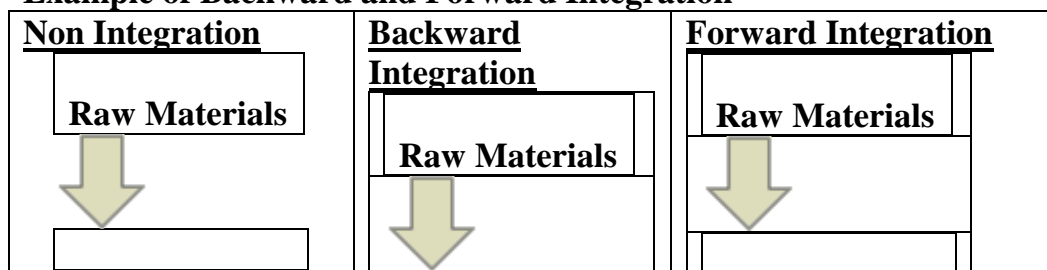 Example of Backward and Forward Integration
Non Integration
Raw Materials
Backward
Integration
Raw Materials
Forward Integration
Raw Materials